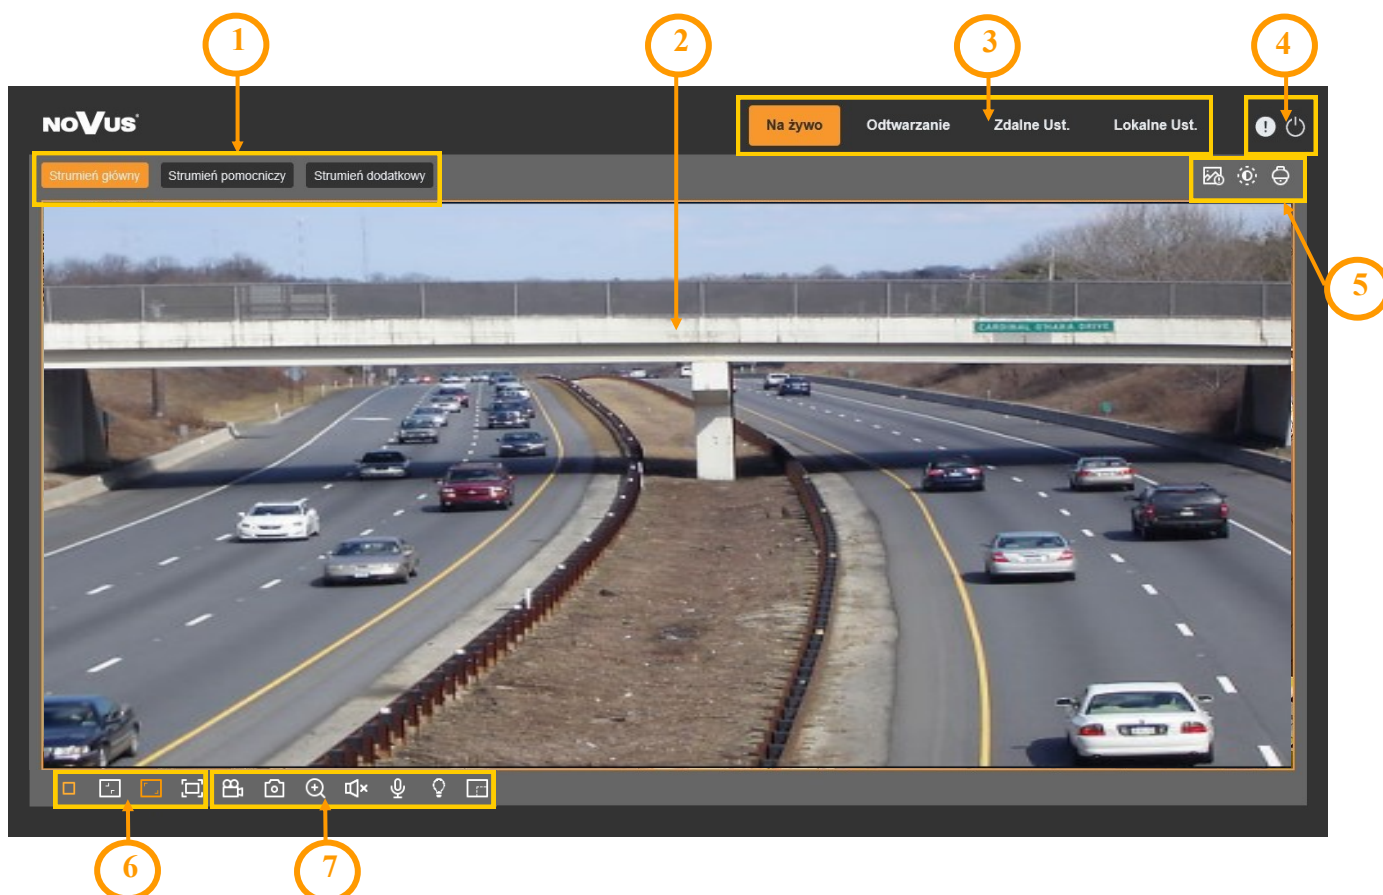 1
2
3
4
NOVUS
Na żywo Odtwarzanie Zdalne Ust. Lokalne Ust.
Strumień główny Strumień pomocniczy Strumień dodatkowy
5
CARDINAL O'HARA DRIVE
6
7